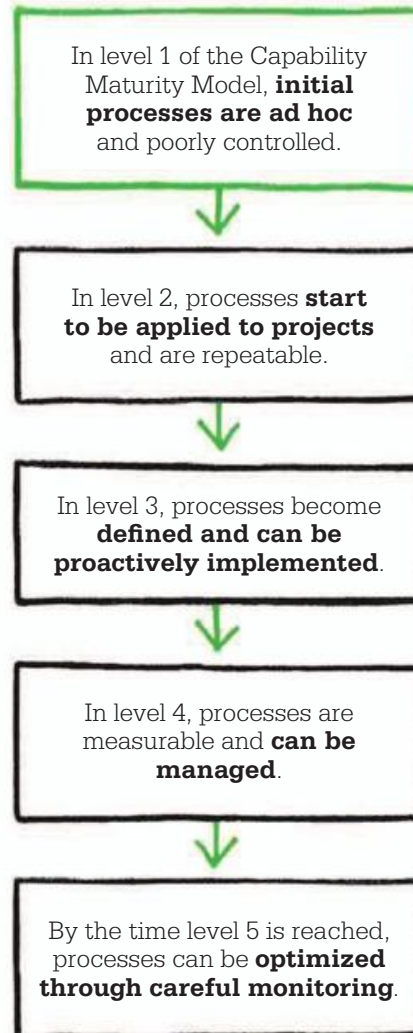 In level 1 of the Capability
Maturity Model, initial
processes are ad hoc
and poorly controlled.
In level 2, processes start
to be applied to projects
and are repeatable.
In level 3, processes become
defined and can be
proactively implemented.
In level 4, processes are
measurable and can be
managed.
By the time level 5 is reached,
processes can be optimized
through careful monitoring.